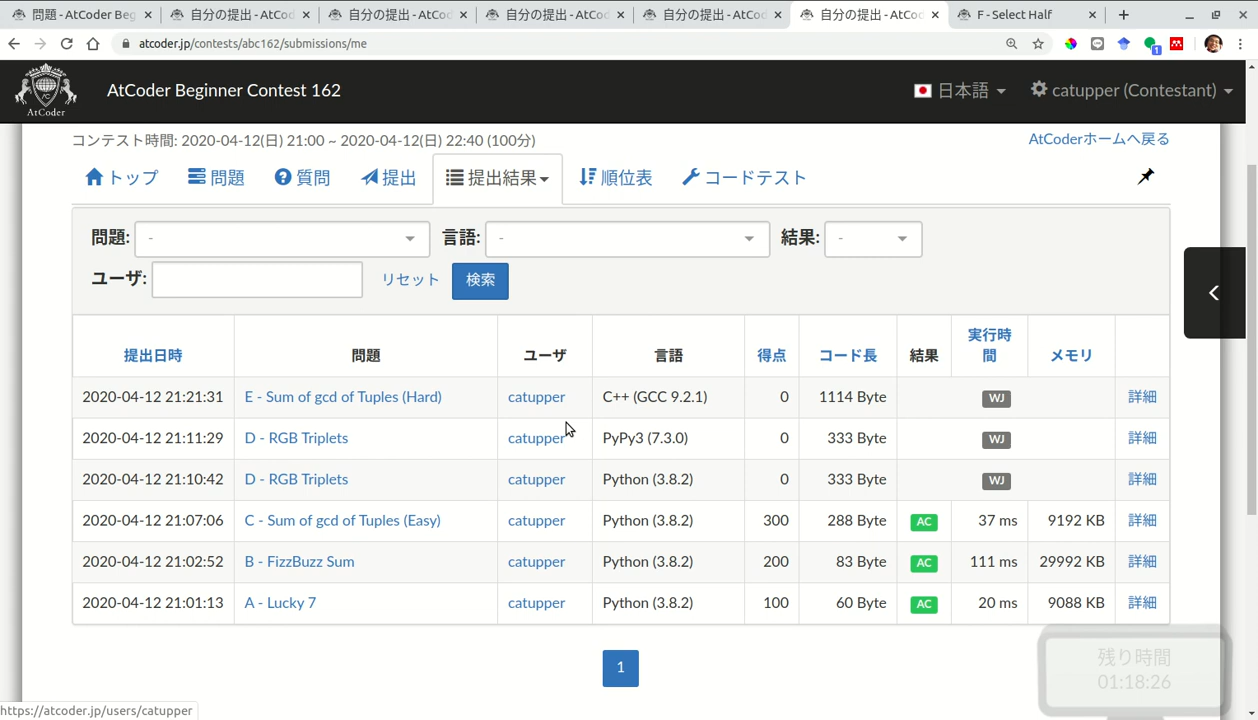 問題 - AtCoder Beg
自分の提出 - AtCo
自分の提出 - AtCo
自分の提出 - AtCo
自分の提出 - AtCo
自分の提出 - AtCo
F - Select Half
atcoder.jp/contests/abc162/submissions/me
1
AtCoder
AtCoder Beginner Contest 162
日本語
catupper (Contestant)
コンテスト時間: 2020-04-12(日) 21:00 ~ 2020-04-12(日) 22:40 (100分)
AtCoderホームへ戻る
トップ 問題 質問 提出 提出結果 順位表 コードテスト
問題: - 言語: - 結果: -
ユーザ: リセット 検索
提出日時 問題 ユーザ 言語 得点 コード長 結果 実行時間 メモリ
2020-04-12 21:21:31 E - Sum of gcd of Tuples (Hard) catupper C++ (GCC 9.2.1) 0 1114 Byte WJ 詳細
2020-04-12 21:11:29 D - RGB Triplets catupper PyPy3 (7.3.0) 0 333 Byte WJ 詳細
2020-04-12 21:10:42 D - RGB Triplets catupper Python (3.8.2) 0 333 Byte WJ 詳細
2020-04-12 21:07:06 C - Sum of gcd of Tuples (Easy) catupper Python (3.8.2) 300 288 Byte AC 37 ms 9192 KB 詳細
2020-04-12 21:02:52 B - FizzBuzz Sum catupper Python (3.8.2) 200 83 Byte AC 111 ms 29992 KB 詳細
2020-04-12 21:01:13 A - Lucky 7 catupper Python (3.8.2) 100 60 Byte AC 20 ms 9088 KB 詳細
1
残り時間
01:18:26
https://atcoder.jp/users/catupper